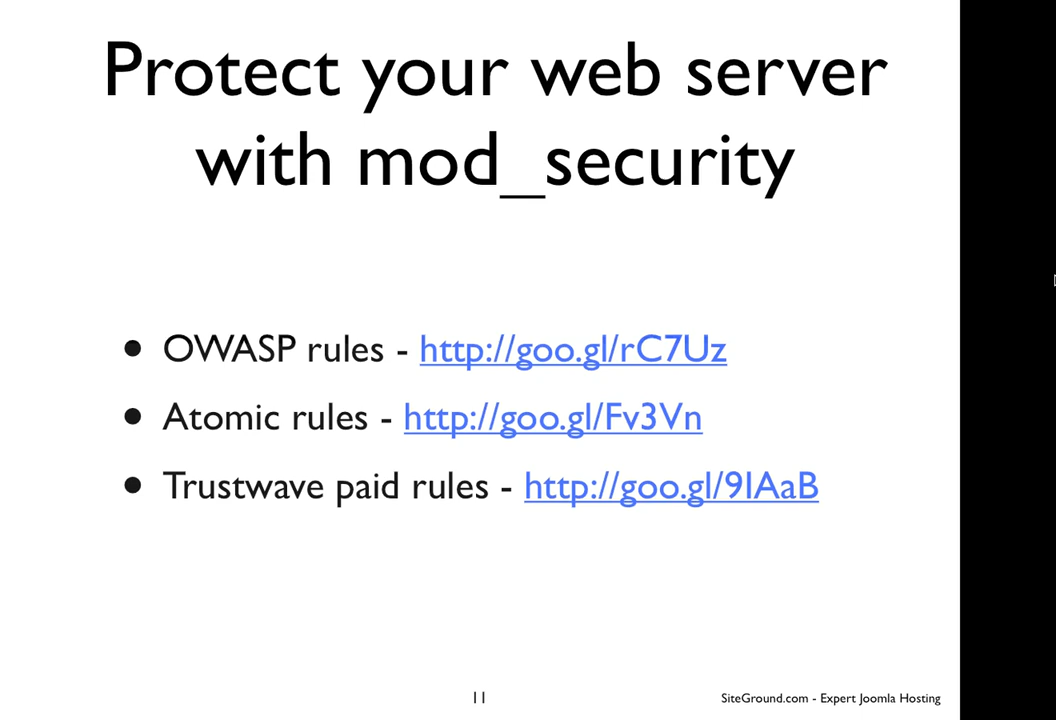 Protect your web server
with mod_security
• OWASP rules - http://goo.gl/rC7Uz
• Atomic rules - http://goo.gl/Fv3Vn
• Trustwave paid rules - http://goo.gl/9IAaB
11
SiteGround.com - Expert Joomla Hosting